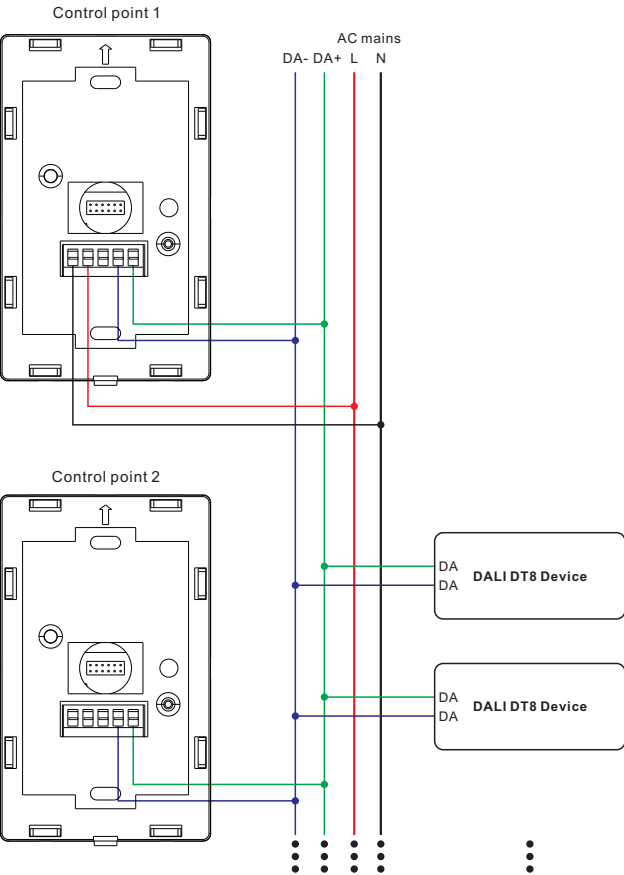 Control point 1
AC mains
DA- DA+ L N
Control point 2
DA
DALI DT8 Device
DA
DA
DALI DT8 Device
DA